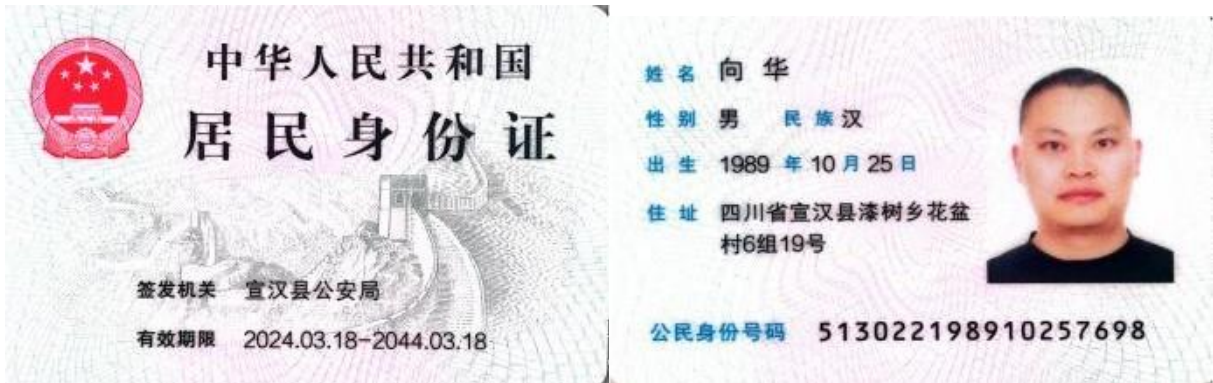 中华人民共和国
居民身份证
签发机关 宣汉县公安局
有效期限 2024.03.18-2044.03.18
姓名 向华
性别 男 民族 汉
出生 1989 年 10 月 25 日
住址 四川省宣汉县漆树乡花盆
村6组19号
公民身份号码 513022198910257698